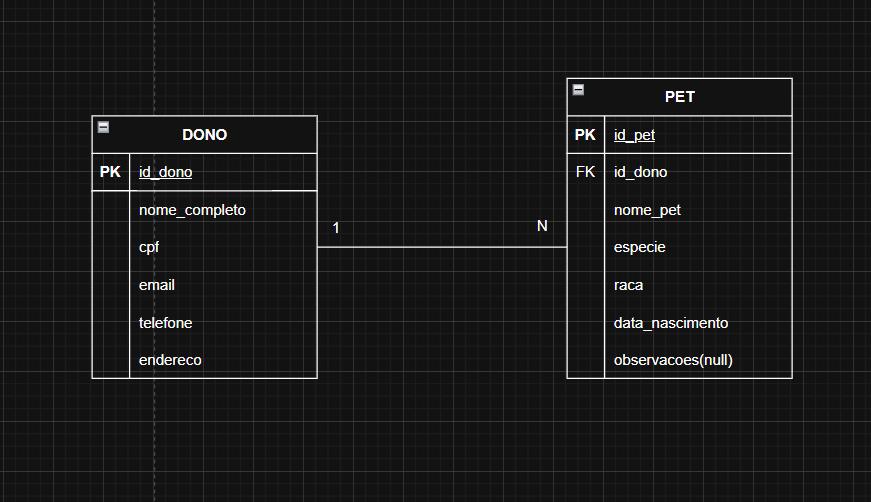 DONO
PK id_dono
nome_completo
cpf
email
telefone
endereco
1
N
PET
PK id_pet
FK id_dono
nome_pet
especie
raca
data_nascimento
observacoes(null)